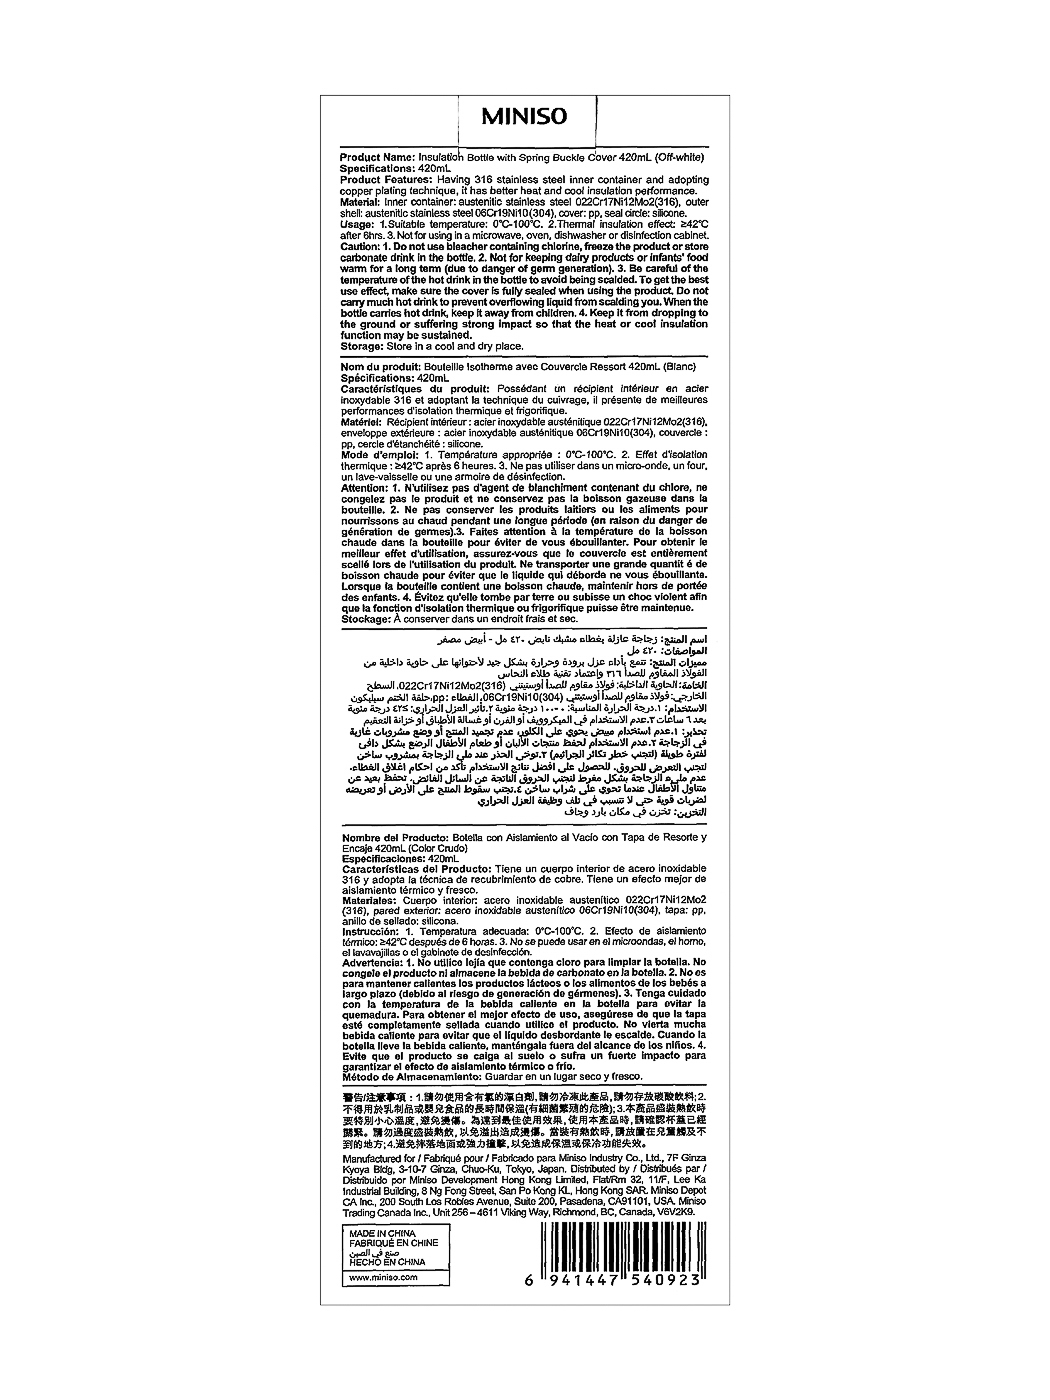 MINISO
Product Name: Insulation Bottle with Spring Buckle Cover 420mL (Off-white)
Specifications: 420mL
Product Features: Having 316 stainless steel inner container and adopting
copper plating technique, it has better heat and cool insulation performance.
Material: Inner container: austenitic stainless steel 022Cr17Ni12Mo2(316), outer
shell: austenitic stainless steel 06Cr19Ni10(304), cover: pp, seal circle: silicone.
Usage: 1.Suitable temperature: 0°C-100°C. 2.Thermal insulation effect: ≥42°C
after 6hrs. 3. Not for using in a microwave, oven, dishwasher or disinfection cabinet.
Caution: 1. Do not use bleacher containing chlorine, freeze the product or store
carbonate drink in the bottle. 2. Not for keeping dairy products or infants' food
warm for a long term (due to danger of germ generation). 3. Be careful of the
temperature of the hot drink in the bottle to avoid being scalded. To get the best
use effect, make sure the cover is fully sealed when using the product. Do not
carry much hot drink to prevent overflowing liquid from scalding you. When the
bottle carries hot drink, keep it away from children. 4. Keep it from dropping to
the ground or suffering strong impact so that the heat or cool insulation
function may be sustained.
Storage: Store in a cool and dry place.
Nom du produit: Bouteille Isotherme avec Couvercle Ressort 420mL (Blanc)
Spécifications: 420mL
Caractéristiques du produit: Possédant un récipient intérieur en acier
inoxydable 316 et adoptant la technique du cuivrage, il présente de meilleures
performances d'isolation thermique et frigorifique.
Matériel: Récipient intérieur : acier inoxydable austénitique 022Cr17Ni12Mo2(316),
enveloppe extérieure : acier inoxydable austénitique 06Cr19Ni10(304), couvercle :
pp, cercle d'étanchéité : silicone.
Mode d'emploi: 1. Température appropriée : 0°C-100°C. 2. Effet d'isolation
thermique : ≥42°C après 6 heures. 3. Ne pas utiliser dans un micro-onde, un four,
un lave-vaisselle ou une armoire de désinfection.
Attention: 1. N'utilisez pas d'agent de blanchiment contenant du chlore, ne
congelez pas le produit et ne conservez pas la boisson gazeuse dans la
bouteille. 2. Ne pas conserver les produits laitiers ou les aliments pour
nourrissons au chaud pendant une longue période (en raison du danger de
génération de germes).3. Faites attention à la température de la boisson
chaude dans la bouteille pour éviter de vous ébouillanter. Pour obtenir le
meilleur effet d'utilisation, assurez-vous que le couvercle est entièrement
scellé lors de l'utilisation du produit. Ne transporter une grande quantit é de
boisson chaude pour éviter que le liquide qui déborde ne vous ébouillante.
Lorsque la bouteille contient une boisson chaude, maintenir hors de portée
des enfants. 4. Évitez qu'elle tombe par terre ou subisse un choc violent afin
que la fonction d'isolation thermique ou frigorifique puisse être maintenue.
Stockage: À conserver dans un endroit frais et sec.
اسم المنتج: زجاجة عازلة بغطاء مشبك نابض ٤٢٠ مل - أبيض مصفر
المواصفات: ٤٢٠ مل
مميزات المنتج: تتمتع بأداء عزل برودة وحرارة بشكل جيد لاحتوائها على حاوية داخلية من
الفولاذ المقاوم للصدأ ٣١٦ واعتماد تقنية طلاء النحاس
الخامة: الحاوية الداخلية: فولاذ مقاوم للصدأ أوستنيتي 022Cr17Ni12Mo2(316)، السطح
الخارجي: فولاذ مقاوم للصدأ أوستنيتي 06Cr19Ni10(304)، الغطاء: pp، حلقة الختم سيليكون
الاستخدام: ١.درجة الحرارة المناسبة: ٠-١٠٠ درجة مئوية ٢.تأثير العزل الحراري: ≤٤٢ درجة مئوية
بعد ٦ ساعات ٣.عدم الاستخدام في الميكروويف أو الفرن أو غسالة الأطباق أو خزانة التعقيم
تحذير: ١.عدم استخدام مبيض يحوي على الكلور، عدم تجميد المنتج أو وضع مشروبات غازية
في الزجاجة ٢.عدم الاستخدام لحفظ منتجات الألبان أو طعام الأطفال الرضع بشكل دافئ
لفترة طويلة (لتجنب خطر تكاثر الجراثيم) ٣.توخى الحذر عند ملئ الزجاجة بمشروب ساخن
لتجنب التعرض للحروق. للحصول على افضل نتائج الاستخدام تأكد من احكام اغلاق الغطاء.
عدم مليء الزجاجة بشكل مفرط لتجنب الحروق الناتجة عن السائل الفائض. تحفظ بعيد عن
متناول الأطفال عندما تحوي على شراب ساخن ٤.تجنب سقوط المنتج على الأرض أو تعريضه
لضربات قوية حتى لا تتسبب في تلف وظيفة العزل الحراري
التخزين: تخزن في مكان بارد وجاف
Nombre del Producto: Botella con Aislamiento al Vacío con Tapa de Resorte y
Encaje 420mL (Color Crudo)
Especificaciones: 420mL
Características del Producto: Tiene un cuerpo interior de acero inoxidable
316 y adopta la técnica de recubrimiento de cobre. Tiene un efecto mejor de
aislamiento térmico y fresco.
Materiales: Cuerpo interior: acero inoxidable austenítico 022Cr17Ni12Mo2
(316), pared exterior: acero inoxidable austenítico 06Cr19Ni10(304), tapa: pp,
anillo de sellado: silicona.
Instrucción: 1. Temperatura adecuada: 0°C-100°C. 2. Efecto de aislamiento
térmico: ≥42°C después de 6 horas. 3. No se puede usar en el microondas, el horno,
el lavavajillas o el gabinete de desinfección.
Advertencia: 1. No utilice lejía que contenga cloro para limpiar la botella. No
congele el producto ni almacene la bebida de carbonato en la botella. 2. No es
para mantener calientes los productos lácteos o los alimentos de los bebés a
largo plazo (debido al riesgo de generación de gérmenes). 3. Tenga cuidado
con la temperatura de la bebida caliente en la botella para evitar la
quemadura. Para obtener el mejor efecto de uso, asegúrese de que la tapa
esté completamente sellada cuando utilice el producto. No vierta mucha
bebida caliente para evitar que el líquido desbordante le escalde. Cuando la
botella lleve la bebida caliente, manténgala fuera del alcance de los niños. 4.
Evite que el producto se caiga al suelo o sufra un fuerte impacto para
garantizar el efecto de aislamiento térmico o frío.
Método de Almacenamiento: Guardar en un lugar seco y fresco.
警告/注意事項：1.請勿使用含有氯的漂白劑,請勿冷凍此產品,請勿存放碳酸飲料;2.
不得用於乳制品或嬰兒食品的長時間保溫(有細菌繁殖的危險);3.本產品盛裝熱飲時
要特別小心溫度,避免燙傷。為達到最佳使用效果,使用本產品時,請確認杯蓋已經
關緊。請勿過度盛裝熱飲,以免溢出造成燙傷。當裝有熱飲時,請放置在兒童觸及不
到的地方;4.避免摔落地面或強力撞擊,以免造成保溫或保冷功能失效。
Manufactured for / Fabriqué pour / Fabricado para Miniso Industry Co., Ltd., 7F Ginza
Kyoya Bldg, 3-10-7 Ginza, Chuo-Ku, Tokyo, Japan. Distributed by / Distribués par /
Distribuido por Miniso Development Hong Kong Limited, Flat/Rm 32, 11/F, Lee Ka
Industrial Building, 8 Ng Fong Street, San Po Kong KL, Hong Kong SAR. Miniso Depot
CA Inc., 200 South Los Robles Avenue, Suite 200, Pasadena, CA91101, USA. Miniso
Trading Canada Inc., Unit 256 – 4611 Viking Way, Richmond, BC, Canada, V6V2K9.
MADE IN CHINA
FABRIQUÉ EN CHINE
صنع في الصين
HECHO EN CHINA
www.miniso.com
6 941447 540923